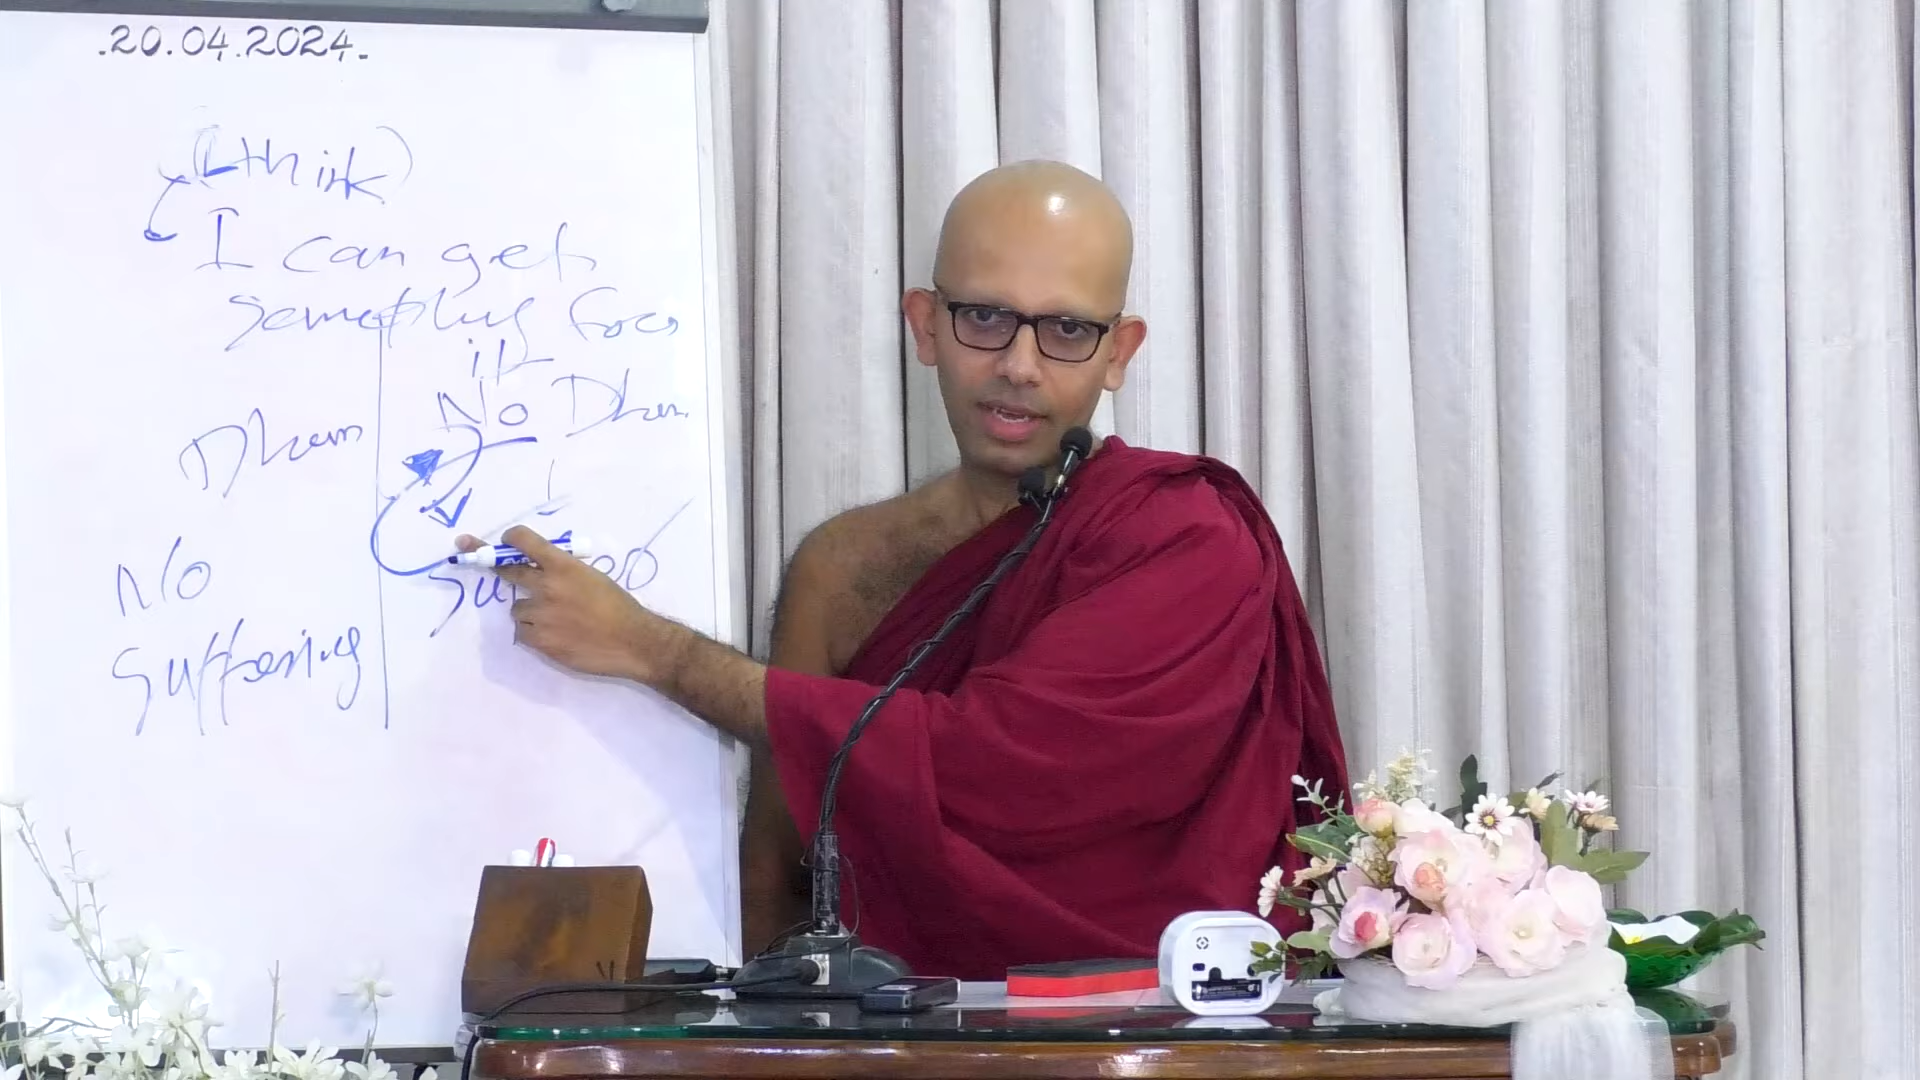 .20.04.2024.
(I think)
I can get
something from
it
No Dham
Dham
No
Suffering